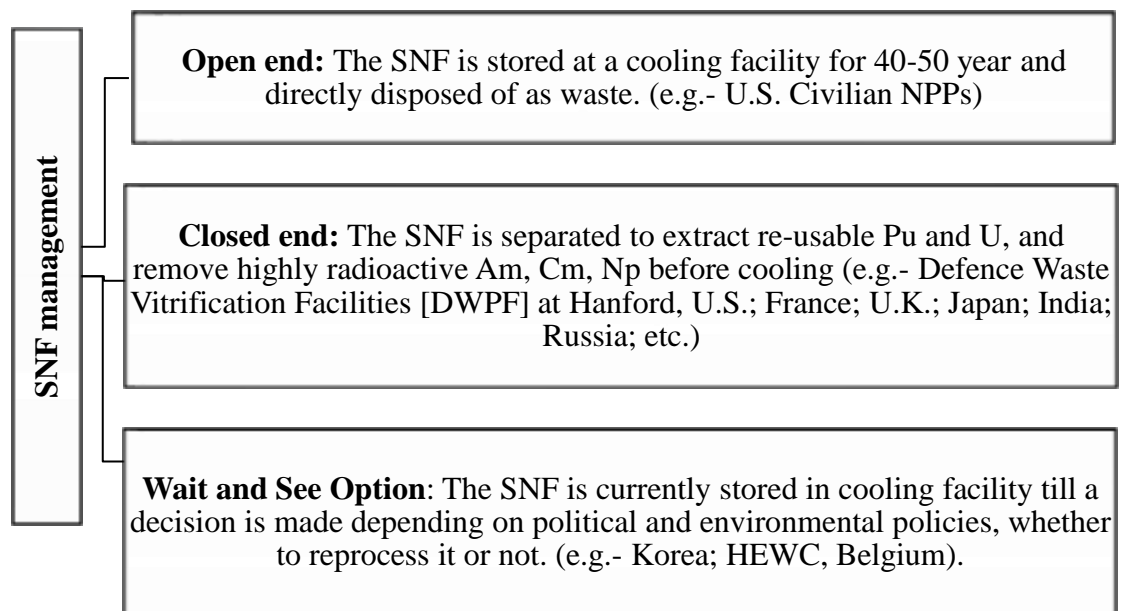 SNF management
Open end: The SNF is stored at a cooling facility for 40-50 year and
directly disposed of as waste. (e.g.- U.S. Civilian NPPs)
Closed end: The SNF is separated to extract re-usable Pu and U, and
remove highly radioactive Am, Cm, Np before cooling (e.g.- Defence Waste
Vitrification Facilities [DWPF] at Hanford, U.S.; France; U.K.; Japan; India;
Russia; etc.)
Wait and See Option: The SNF is currently stored in cooling facility till a
decision is made depending on political and environmental policies, whether
to reprocess it or not. (e.g.- Korea; HEWC, Belgium).